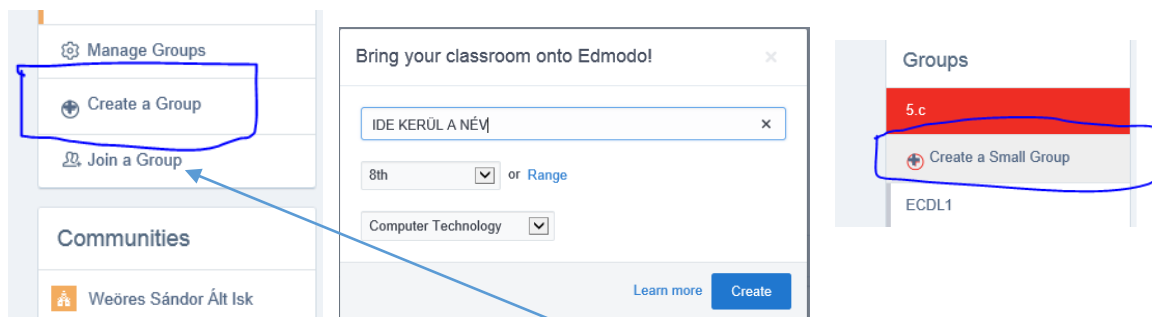 Manage Groups
Create a Group
Join a Group
Communities
Weöres Sándor Ált Isk
Bring your classroom onto Edmodo!
IDE KERÜL A NÉV
8th or Range
Computer Technology
Learn more Create
Groups
5.c
Create a Small Group
ECDL1